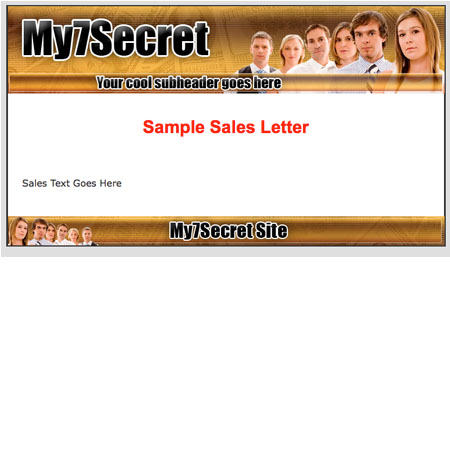 My7Secret
Your cool subheader goes here
Sample Sales Letter
Sales Text Goes Here
My7Secret Site